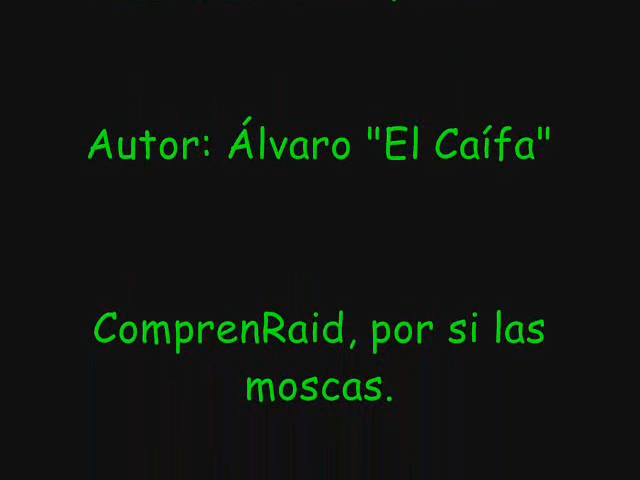 Autor: Álvaro "El Caífa"
ComprenRaid, por si las
moscas.